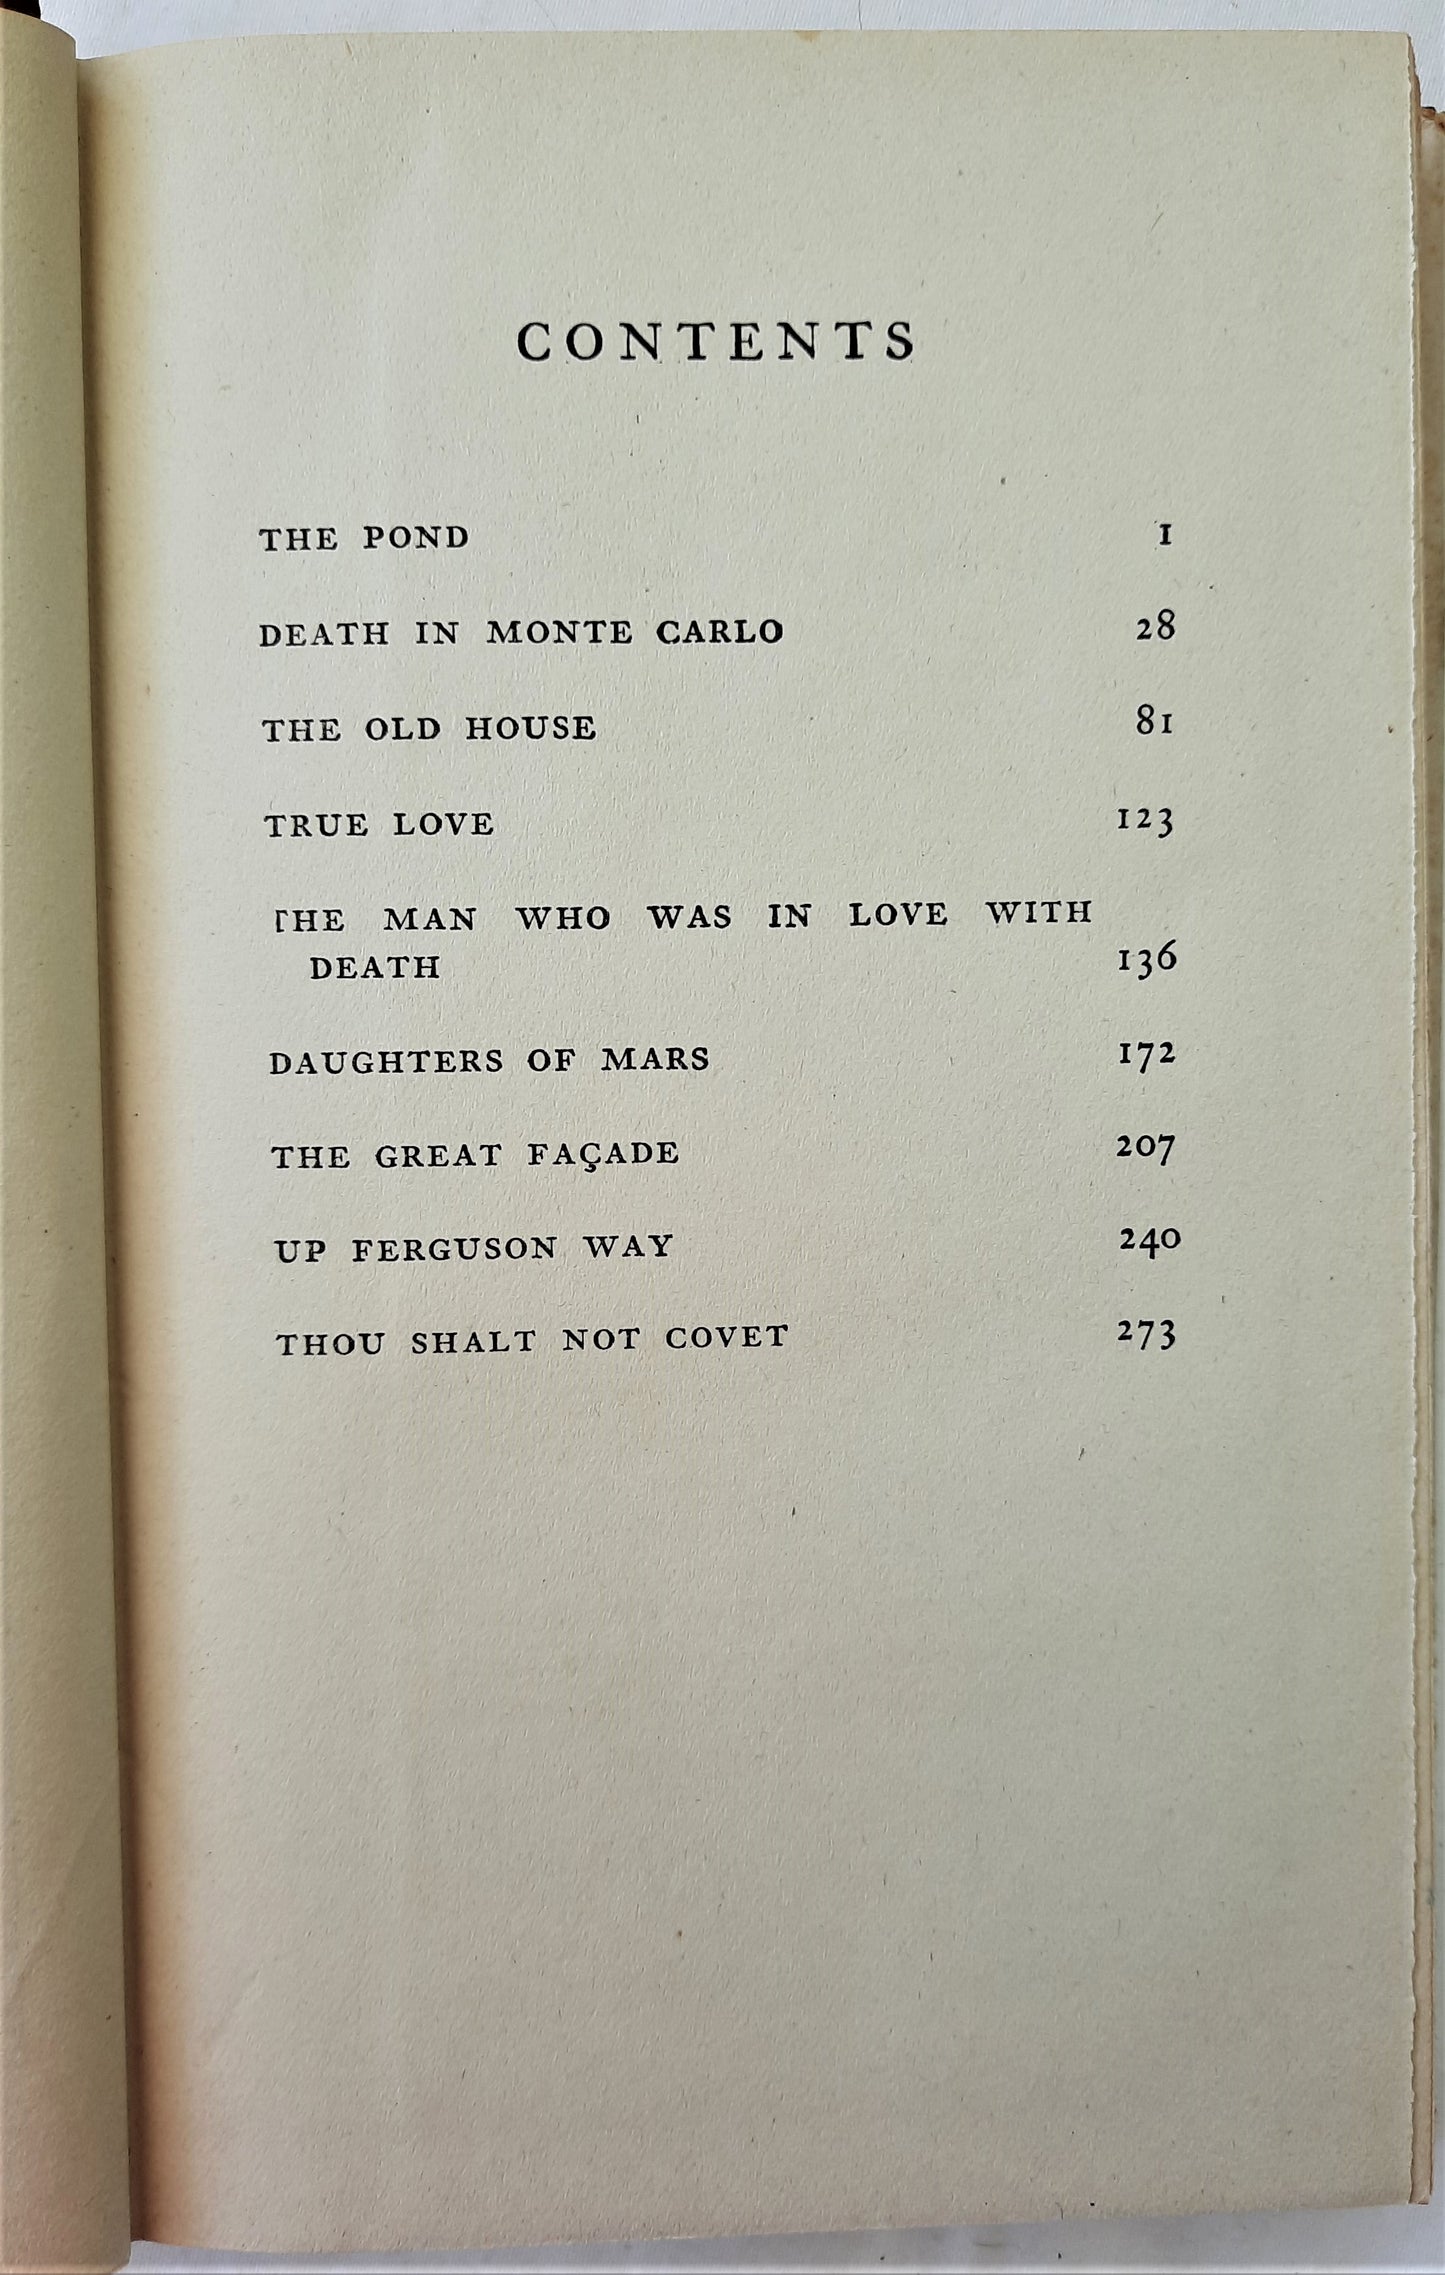 CONTENTS
THE POND 1
DEATH IN MONTE CARLO 28
THE OLD HOUSE 81
TRUE LOVE 123
THE MAN WHO WAS IN LOVE WITH
DEATH 136
DAUGHTERS OF MARS 172
THE GREAT FAÇADE 207
UP FERGUSON WAY 240
THOU SHALT NOT COVET 273